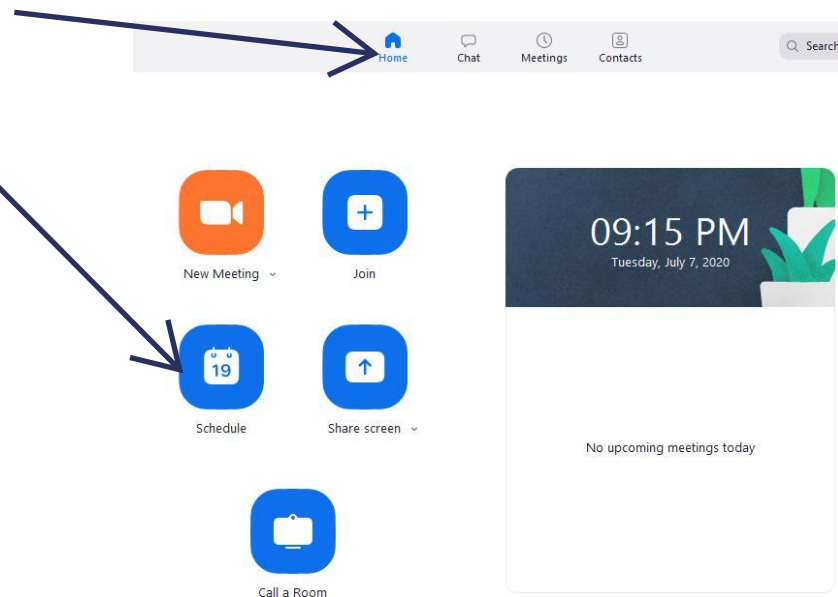 Home
Chat
Meetings
Contacts
Search
New Meeting
Join
09:15 PM
Tuesday, July 7, 2020
19
Schedule
Share screen
No upcoming meetings today
Call a Room